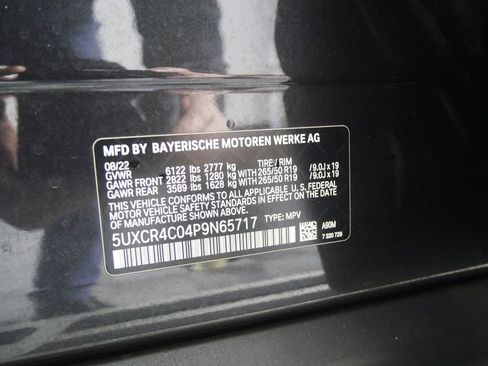 MFD BY BAYERISCHE MOTOREN WERKE AG
08/22
GVWR 6122 lbs 2777 kg TIRE / RIM
GAWR FRONT 2822 lbs 1280 kg WITH 265/50 R19 / 9.0J x 19
GAWR REAR 3589 lbs 1628 kg WITH 265/50 R19 / 9.0J x 19
THIS VEHICLE CONFORMS TO ALL APPLICABLE U.S. FEDERAL
MOTOR VEHICLE SAFETY STANDARDS IN EFFECT ON THE DATE
OF MANUFACTURE SHOWN ABOVE.
5UXCR4C04P9N65717 TYPE: MPV
A90M
7 320 729